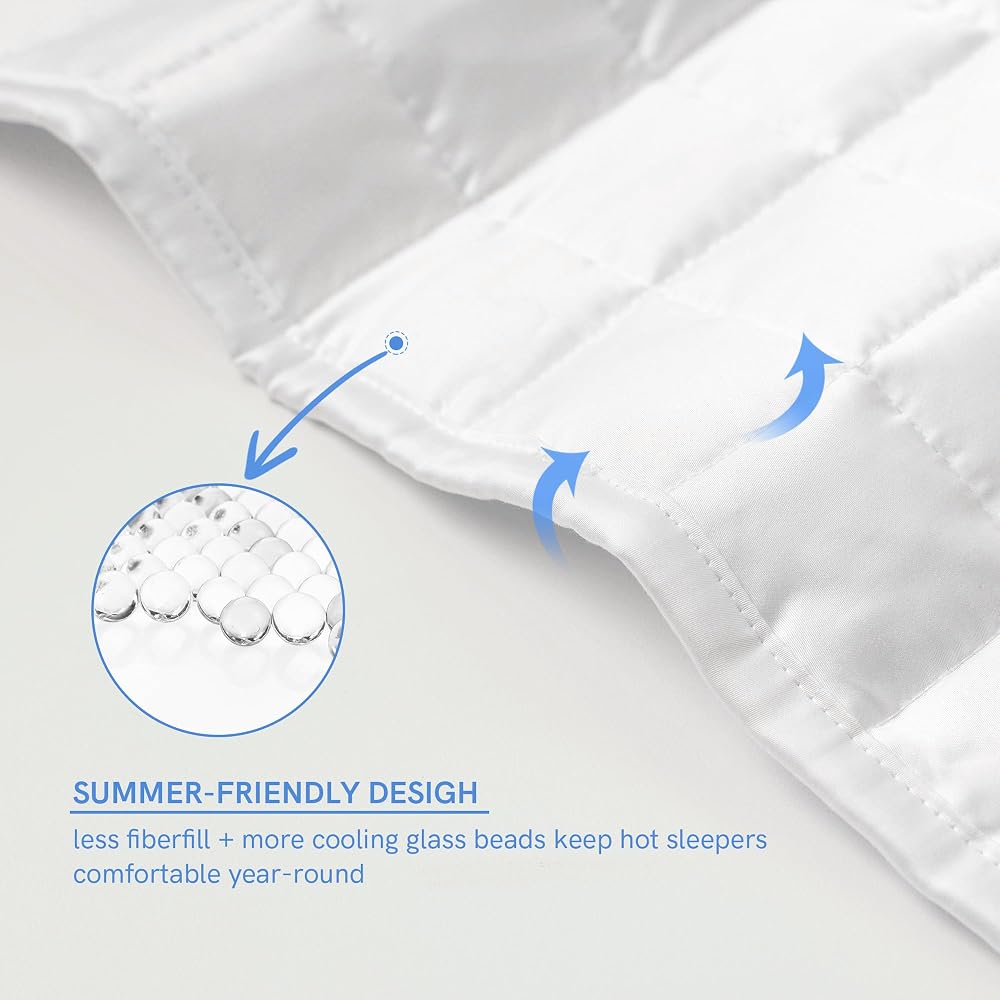 SUMMER-FRIENDLY DESIGH
less fiberfill + more cooling glass beads keep hot sleepers
comfortable year-round